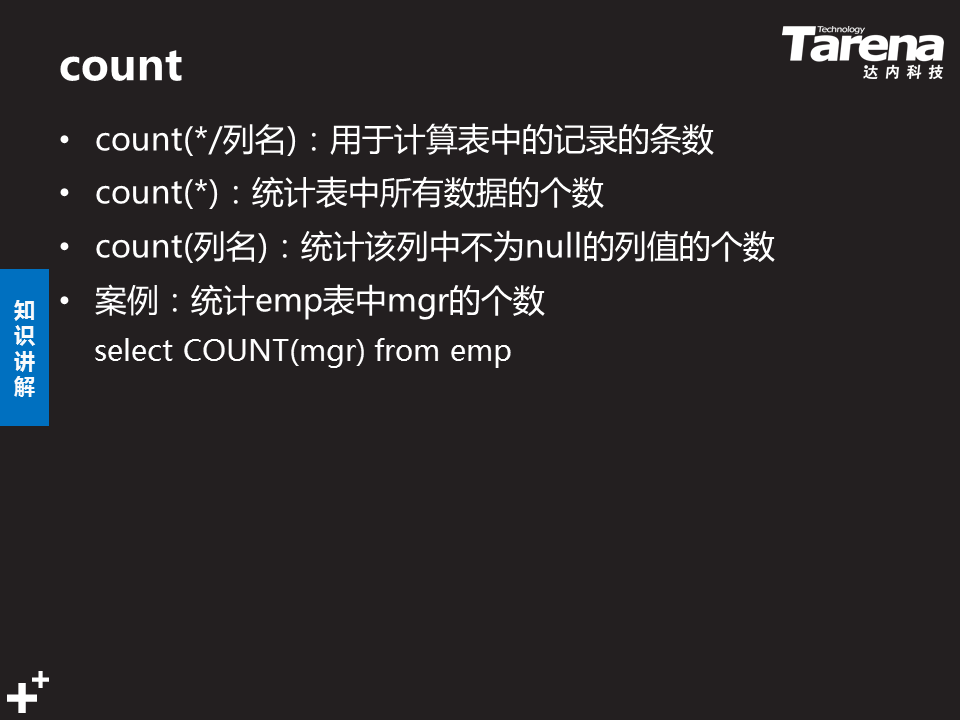 count
Technology
Tarena
达内科技
• count(*/列名)：用于计算表中的记录的条数
• count(*)：统计表中所有数据的个数
• count(列名)：统计该列中不为null的列值的个数
• 案例：统计emp表中mgr的个数
select COUNT(mgr) from emp
知识讲解